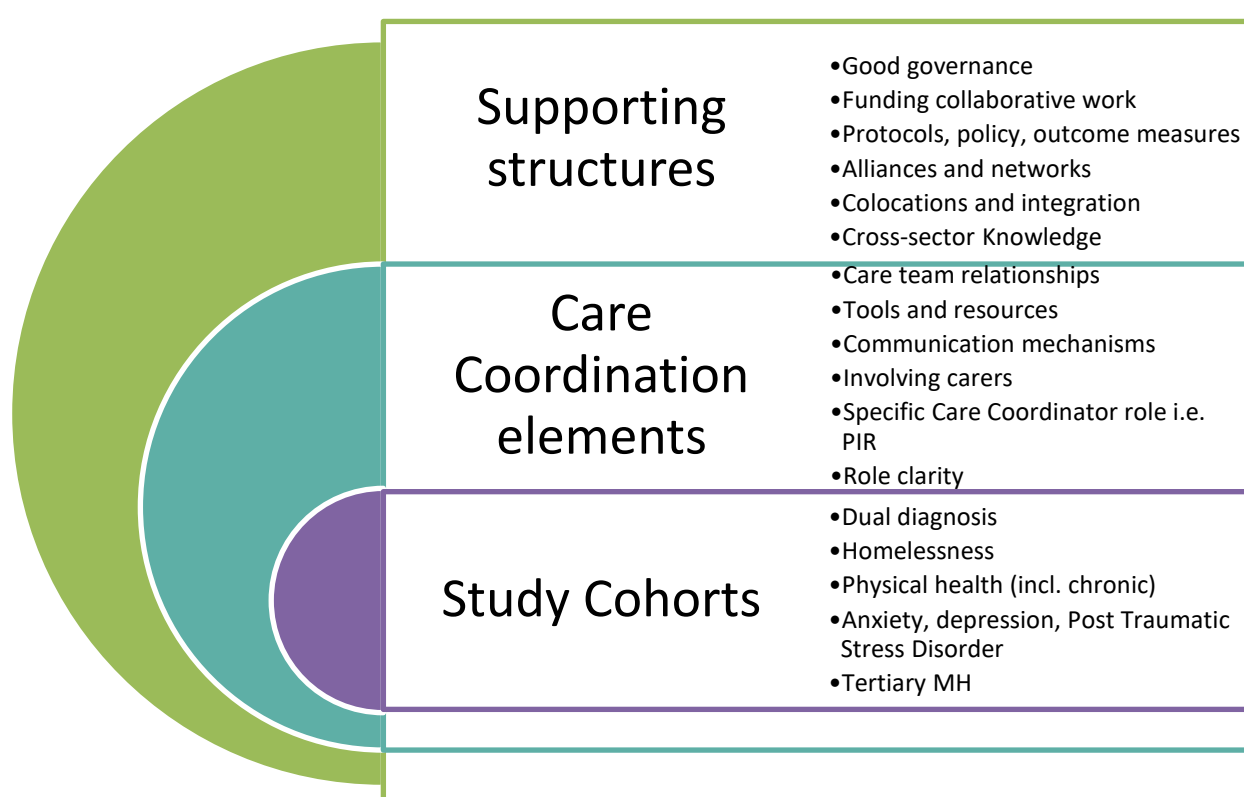 Supporting
structures
•Good governance
•Funding collaborative work
•Protocols, policy, outcome measures
•Alliances and networks
•Colocations and integration
•Cross-sector Knowledge
Care
Coordination
elements
•Care team relationships
•Tools and resources
•Communication mechanisms
•Involving carers
•Specific Care Coordinator role i.e.
PIR
•Role clarity
Study Cohorts
•Dual diagnosis
•Homelessness
•Physical health (incl. chronic)
•Anxiety, depression, Post Traumatic
Stress Disorder
•Tertiary MH